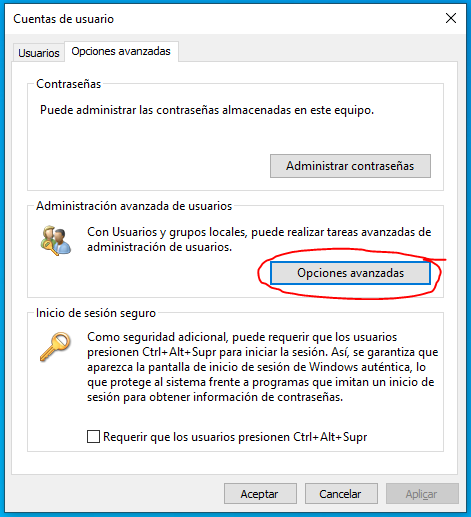 Cuentas de usuario
Usuarios
Opciones avanzadas
Contraseñas
Puede administrar las contraseñas almacenadas en este equipo.
Administrar contraseñas
Administración avanzada de usuarios
Con Usuarios y grupos locales, puede realizar tareas avanzadas de
administración de usuarios.
Opciones avanzadas
Inicio de sesión seguro
Como seguridad adicional, puede requerir que los usuarios
presionen Ctrl+Alt+Supr para iniciar la sesión. Así, se garantiza que
aparezca la pantalla de inicio de sesión de Windows auténtica, lo
que protege al sistema frente a programas que imitan un inicio de
sesión para obtener información de contraseñas.
Requerir que los usuarios presionen Ctrl+Alt+Supr
Aceptar
Cancelar
Aplicar